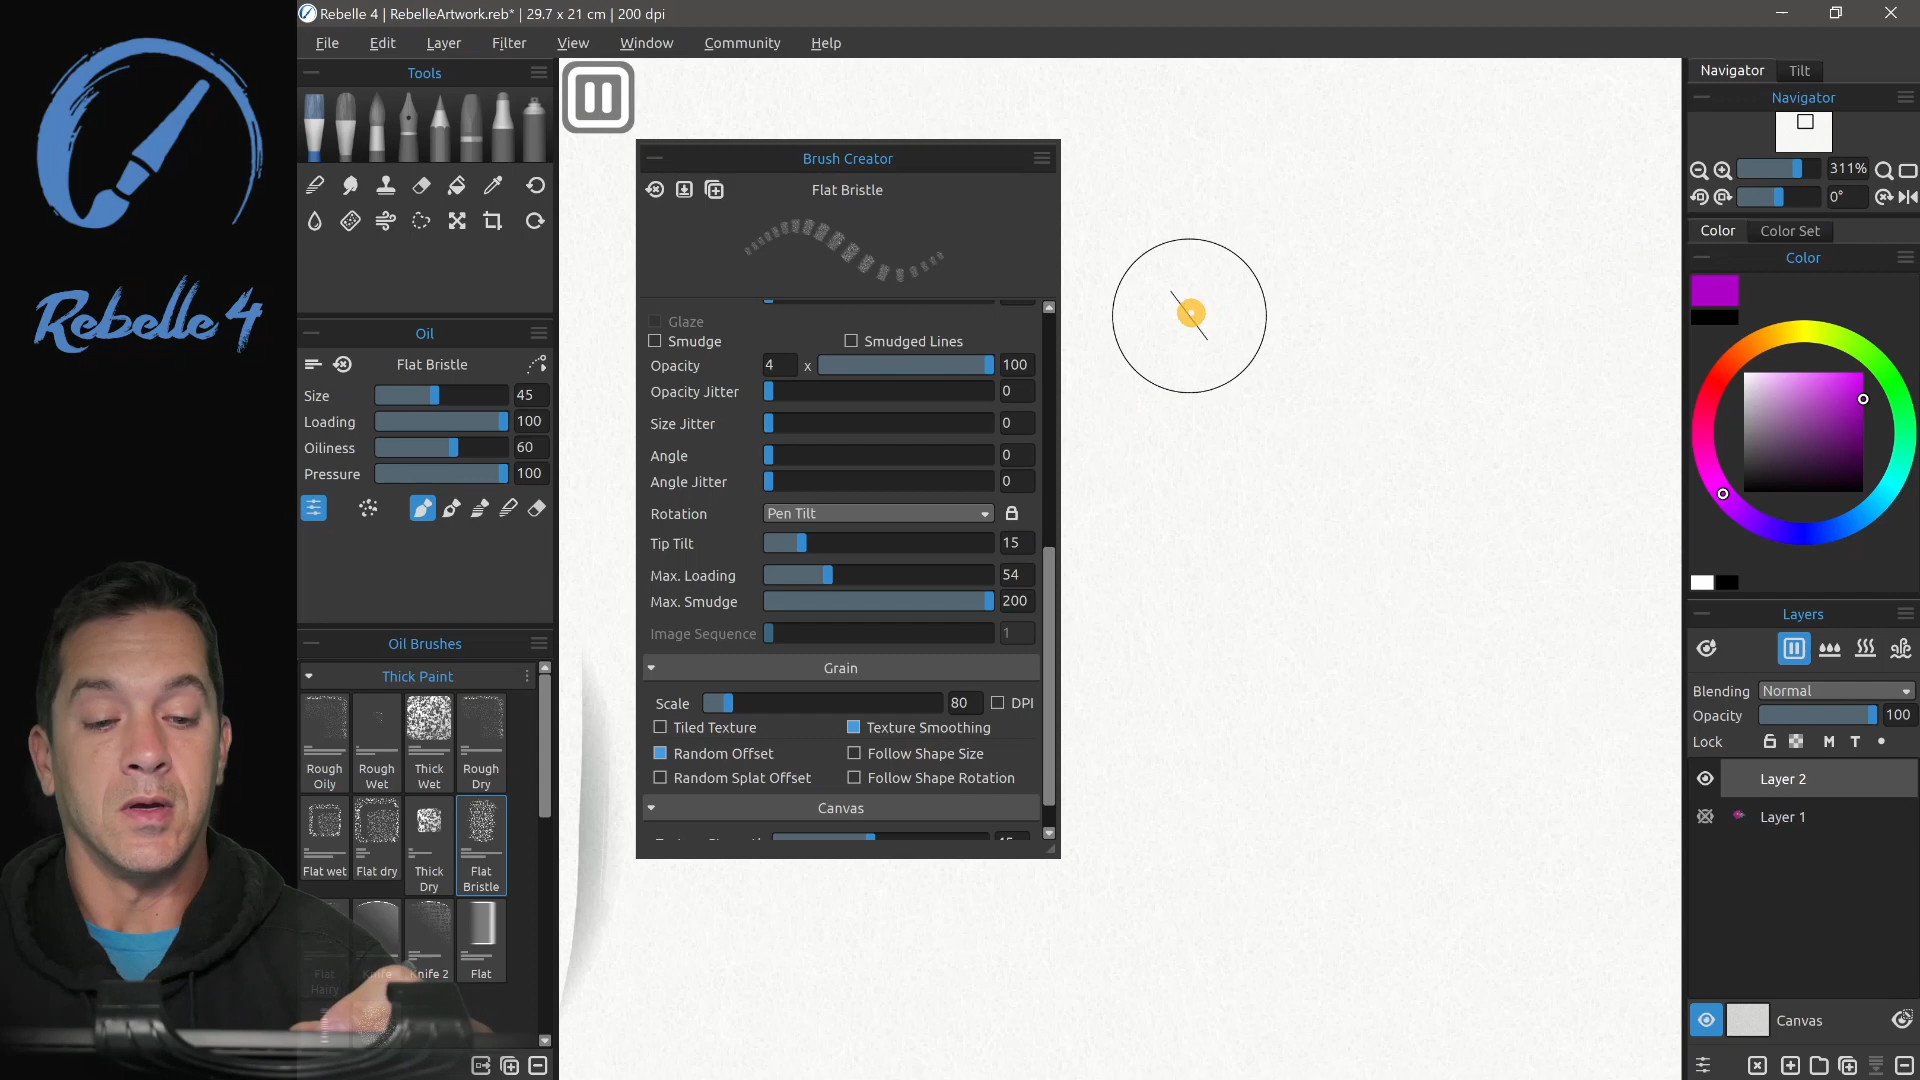 Rebelle 4 | RebelleArtwork.reb* | 29.7 x 21 cm | 200 dpi
File Edit Layer Filter View Window Community Help
Rebelle 4
Tools
Oil
Flat Bristle
Size 45
Loading 100
Oiliness 60
Pressure 100
Oil Brushes
Thick Paint
Rough Oily
Rough Wet
Thick Wet
Rough Dry
Flat wet
Flat dry
Thick Dry
Flat Bristle
Flat Hairy
Knife
Knife 2
Flat
Brush Creator
Flat Bristle
Glaze
Smudge Smudged Lines
Opacity 4 x 100
Opacity Jitter 0
Size Jitter 0
Angle 0
Angle Jitter 0
Rotation Pen Tilt
Tip Tilt 15
Max. Loading 54
Max. Smudge 200
Image Sequence 1
Grain
Scale 80 DPI
Tiled Texture Texture Smoothing
Random Offset Follow Shape Size
Random Splat Offset Follow Shape Rotation
Canvas
Navigator Tilt
Navigator
311%
0°
Color Color Set
Color
Layers
Blending Normal
Opacity 100
Lock M T
Layer 2
Layer 1
Canvas